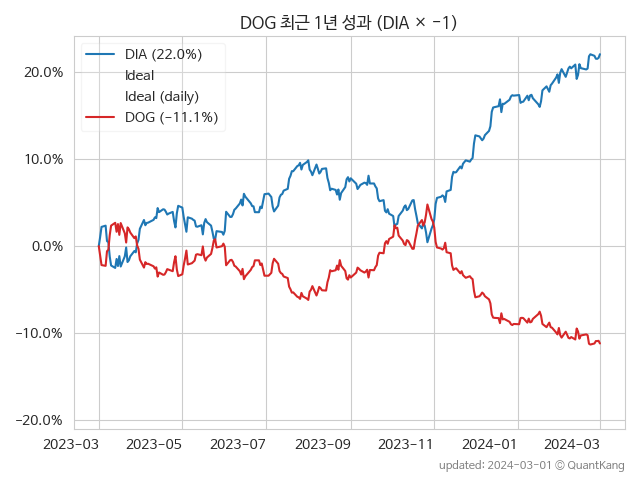 DOG 최근 1년 성과 (DIA × -1)
DIA (22.0%)
Ideal
Ideal (daily)
DOG (-11.1%)
20.0%
10.0%
0.0%
-10.0%
-20.0%
2023-03 2023-05 2023-07 2023-09 2023-11 2024-01 2024-03
updated: 2024-03-01 © QuantKang